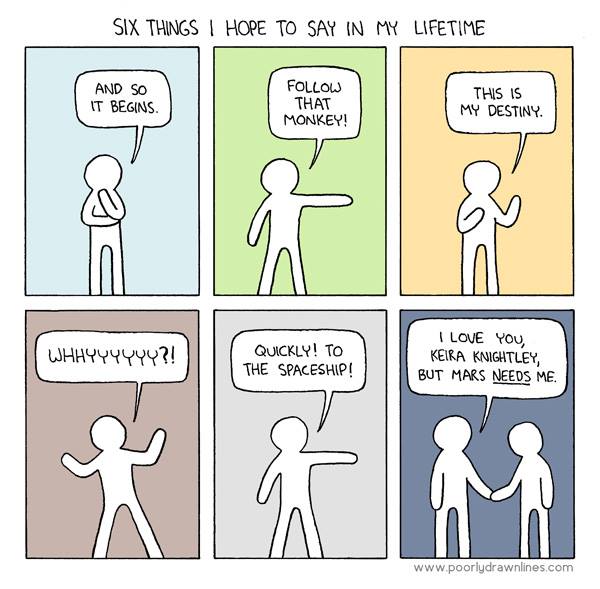 SIX THINGS I HOPE TO SAY IN MY LIFETIME
AND SO
IT BEGINS.
FOLLOW
THAT
MONKEY!
THIS IS
MY DESTINY.
WHHYYYYYYY?!
QUICKLY! TO
THE SPACESHIP!
I LOVE YOU,
KEIRA KNIGHTLEY,
BUT MARS NEEDS ME.
www.poorlydrawnlines.com